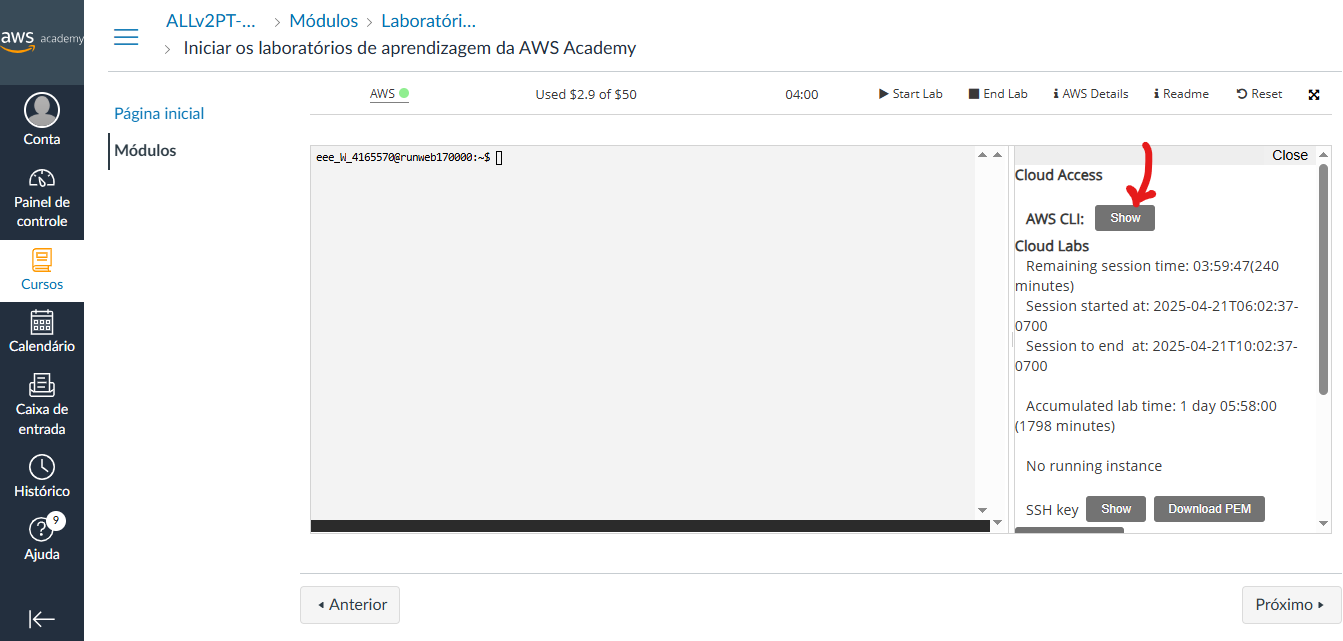 aws academy
Conta
Painel de
controle
Cursos
Calendário
Caixa de
entrada
Histórico
9
Ajuda
ALLv2PT-... > Módulos > Laboratóri...
> Iniciar os laboratórios de aprendizagem da AWS Academy
Página inicial
Módulos
AWS Used $2.9 of $50 04:00 Start Lab End Lab AWS Details Readme Reset
eee_W_4165570@runweb170000:~$
Close
Cloud Access
AWS CLI: Show
Cloud Labs
Remaining session time: 03:59:47(240
minutes)
Session started at: 2025-04-21T06:02:37-
0700
Session to end at: 2025-04-21T10:02:37-
0700
Accumulated lab time: 1 day 05:58:00
(1798 minutes)
No running instance
SSH key Show Download PEM
Anterior
Próximo